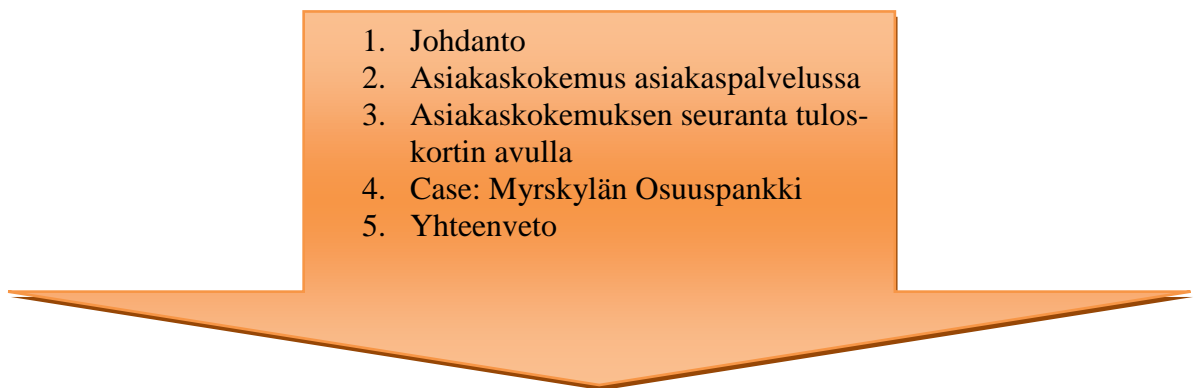 1. Johdanto
2. Asiakaskokemus asiakaspalvelussa
3. Asiakaskokemuksen seuranta tulos-
kortin avulla
4. Case: Myrskylän Osuuspankki
5. Yhteenveto